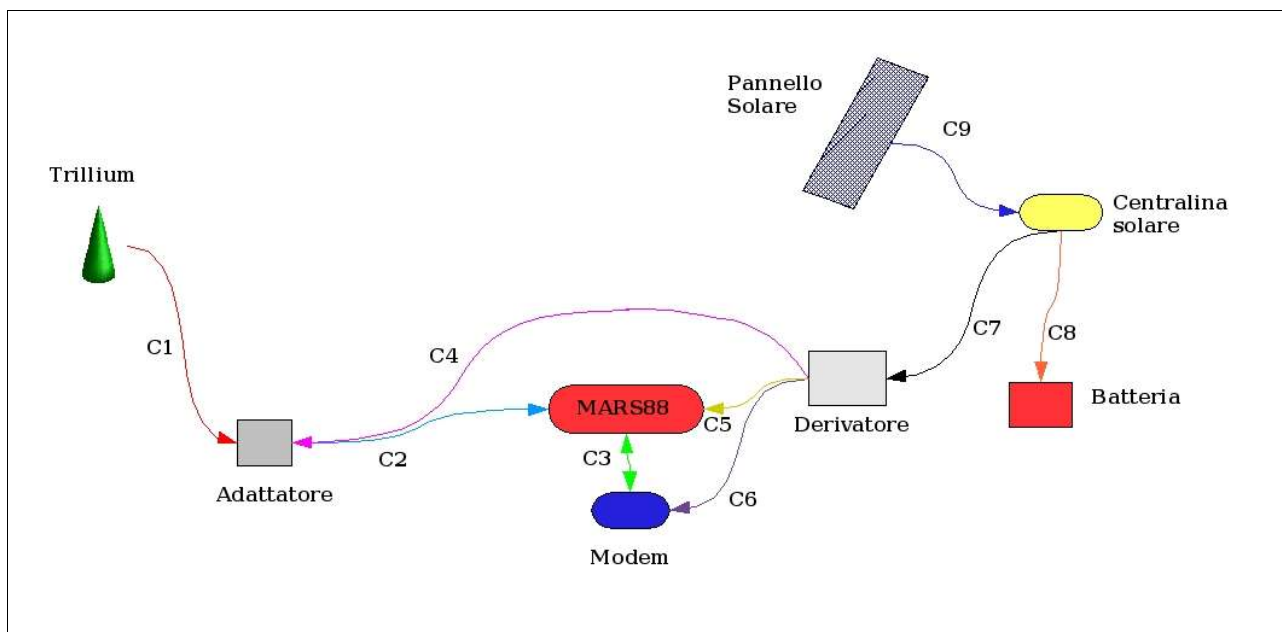 Pannello
Solare
C9
Trillium
Centralina
solare
C1
C4
C7
C8
MARS88
Batteria
C5
Derivatore
C2
C3
Adattatore
C6
Modem